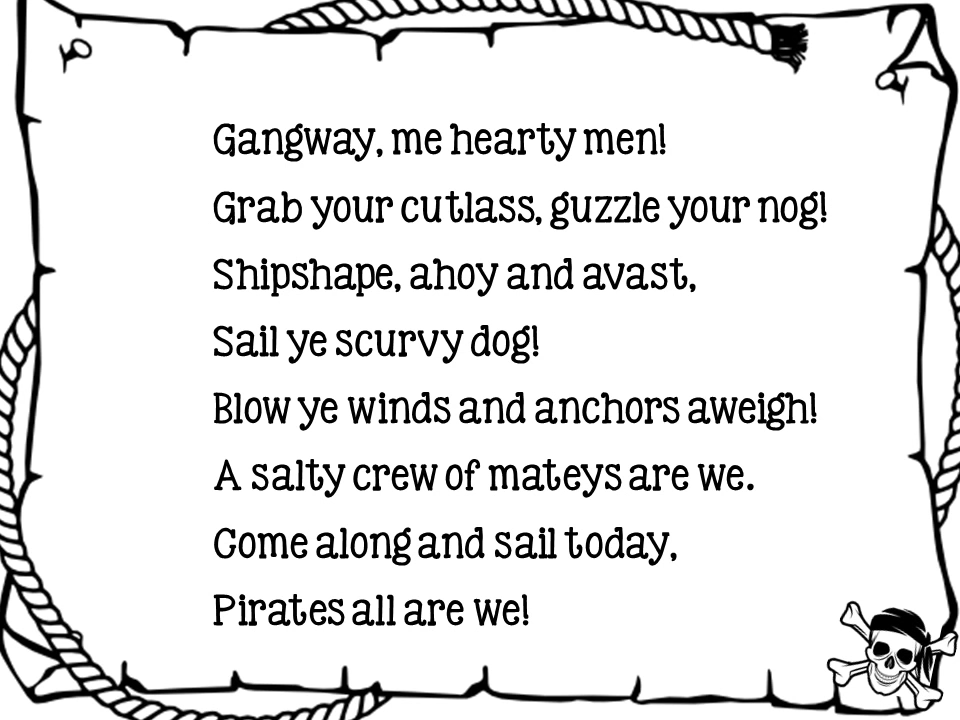 Gangway, me hearty men!
Grab your cutlass, guzzle your nog!
Shipshape, ahoy and avast,
Sail ye scurvy dog!
Blow ye winds and anchors aweigh!
A salty crew of mateys are we.
Come along and sail today,
Pirates all are we!